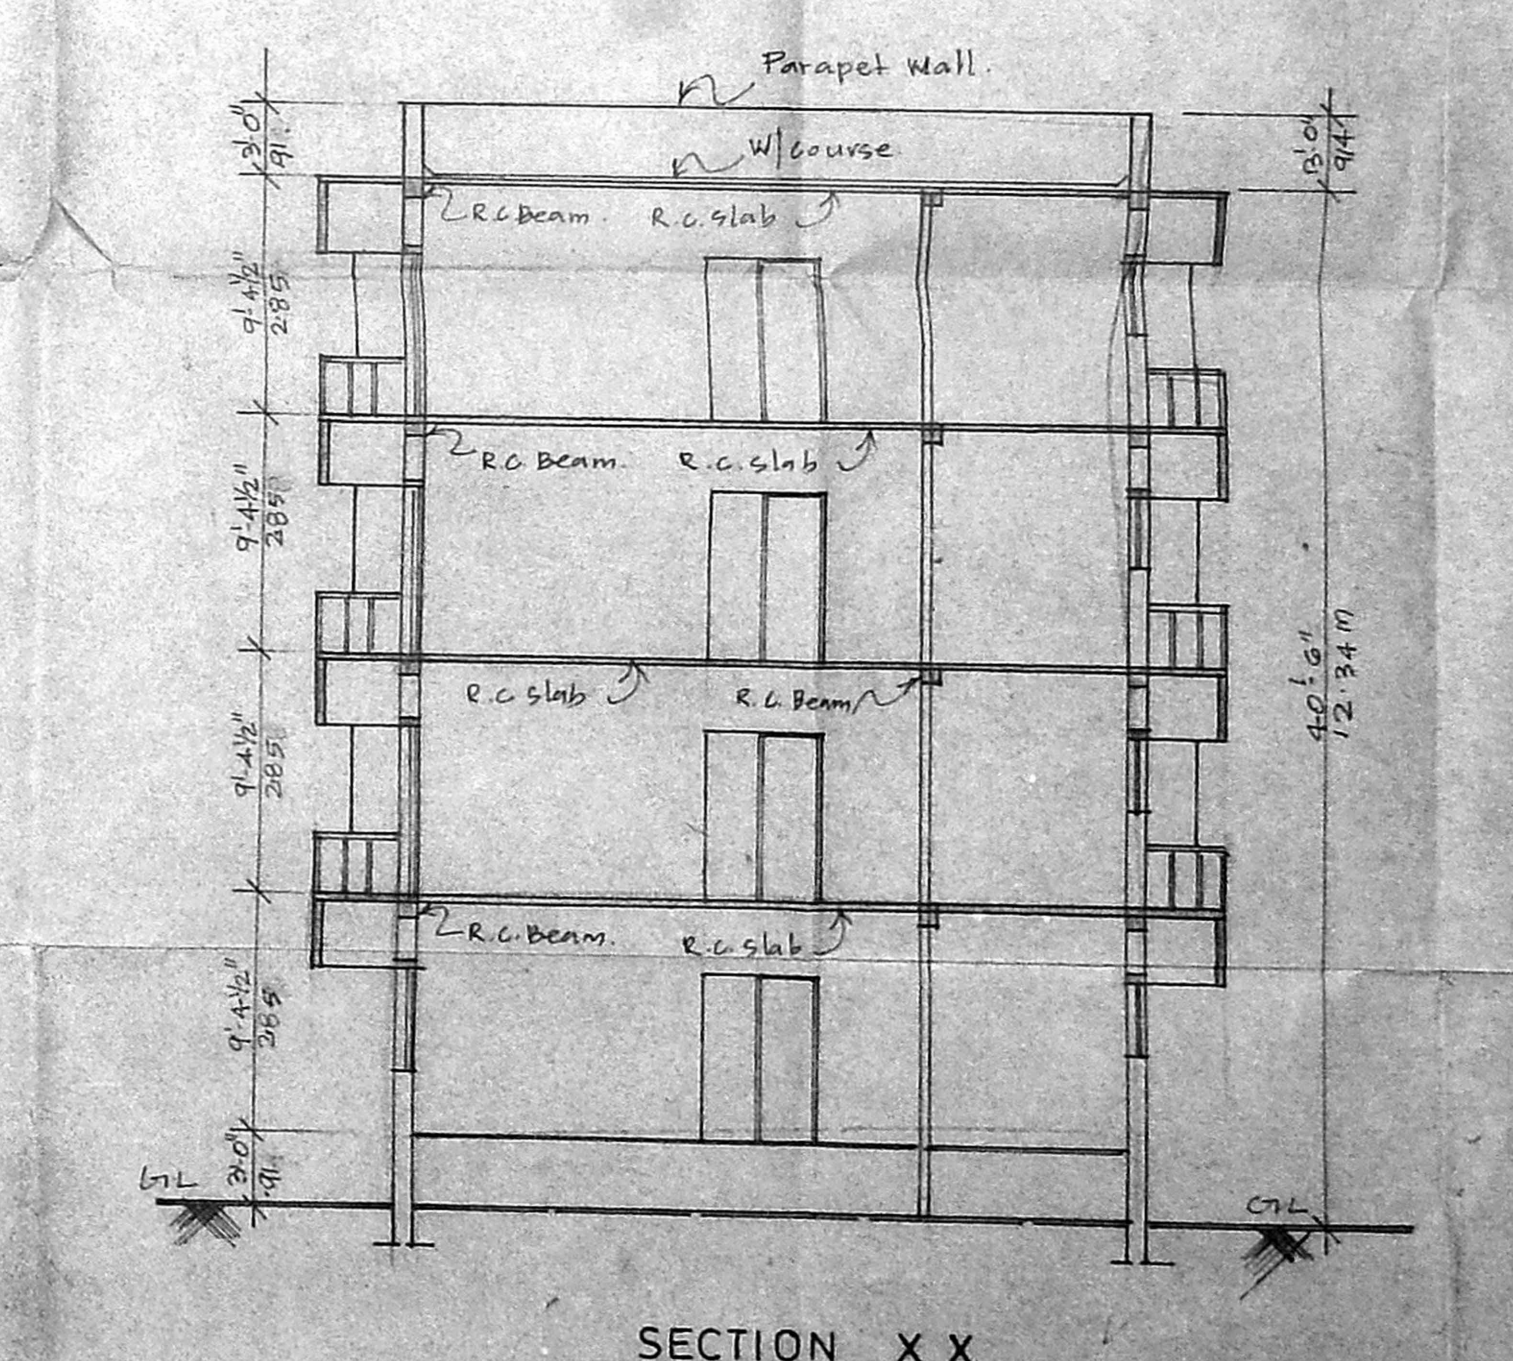 Parapet Wall.
3'-0"
91.
3'-0"
914
W/course.
R.C.Beam.
R.C.Slab
9'-4½"
2.85
R.C.Beam.
R.C.Slab
9'-4½"
2.85
R.C Slab
R.C.Beam
40'-6"
12.34 M
9'-4½"
2.85
R.C.Beam.
R.C.Slab
9'-4½"
2.85
3'-0"
.91.
GL
GL
SECTION X X